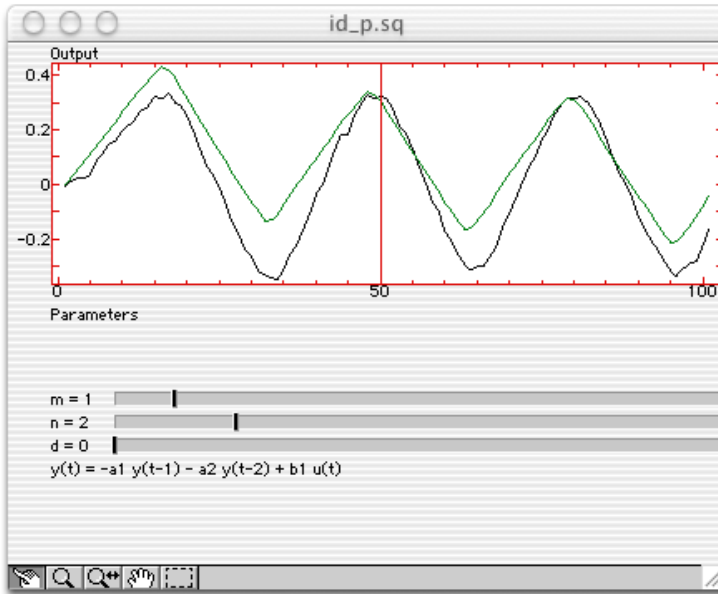 id_p.sq
Output
0.4
0.2
0
-0.2
0 50 100
Parameters
m = 1
n = 2
d = 0
y(t) = -a1 y(t-1) - a2 y(t-2) + b1 u(t)